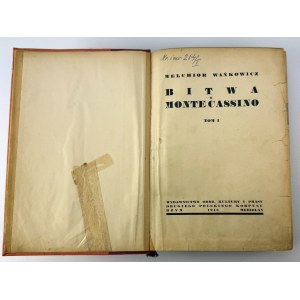 MELCHIOR WAŃKOWICZ
BITWA
O
MONTE CASSINO
TOM I
WYDAWNICTWO ODDZ. KULTURY I PRASY
DRUGIEGO POLSKIEGO KORPUSU
RZYM 1945 MEDIOLAN